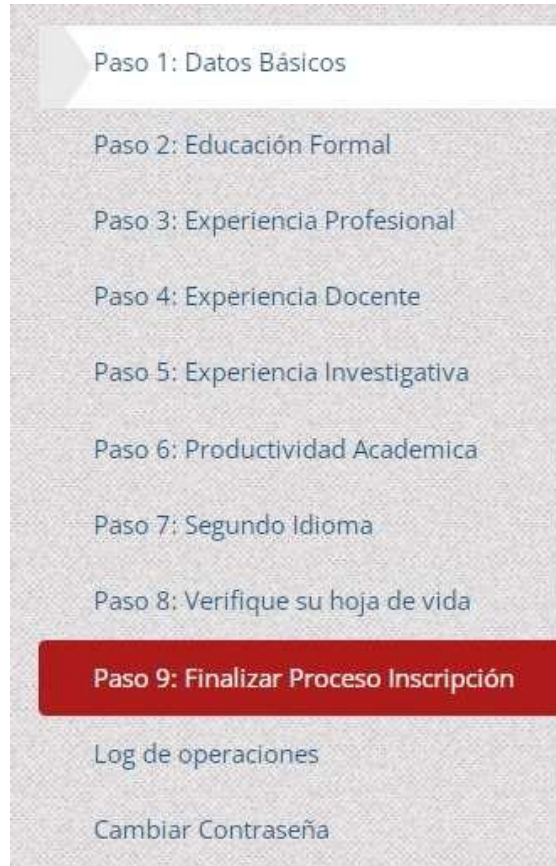 Paso 1: Datos Básicos
Paso 2: Educación Formal
Paso 3: Experiencia Profesional
Paso 4: Experiencia Docente
Paso 5: Experiencia Investigativa
Paso 6: Productividad Academica
Paso 7: Segundo Idioma
Paso 8: Verifique su hoja de vida
Paso 9: Finalizar Proceso Inscripción
Log de operaciones
Cambiar Contraseña